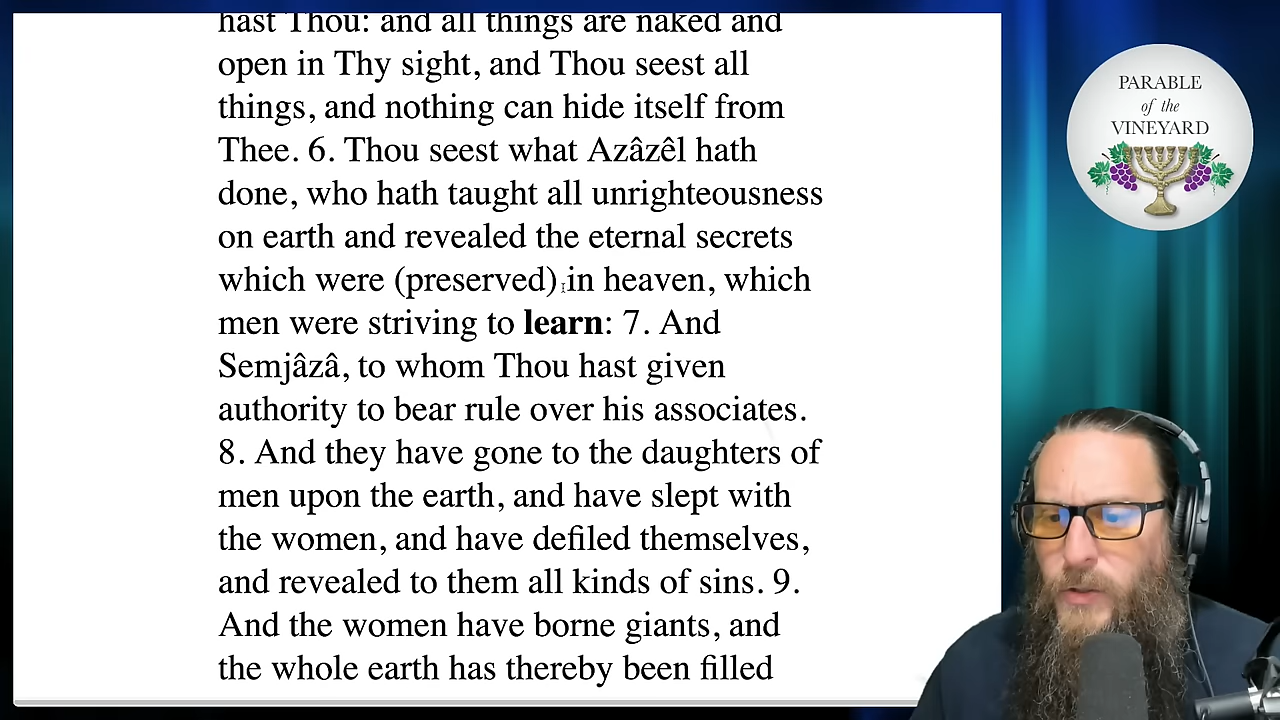 hast Thou: and all things are naked and
open in Thy sight, and Thou seest all
things, and nothing can hide itself from
Thee. 6. Thou seest what Azâzêl hath
done, who hath taught all unrighteousness
on earth and revealed the eternal secrets
which were (preserved) in heaven, which
men were striving to learn: 7. And
Semjâzâ, to whom Thou hast given
authority to bear rule over his associates.
8. And they have gone to the daughters of
men upon the earth, and have slept with
the women, and have defiled themselves,
and revealed to them all kinds of sins. 9.
And the women have borne giants, and
the whole earth has thereby been filled
PARABLE
of the
VINEYARD